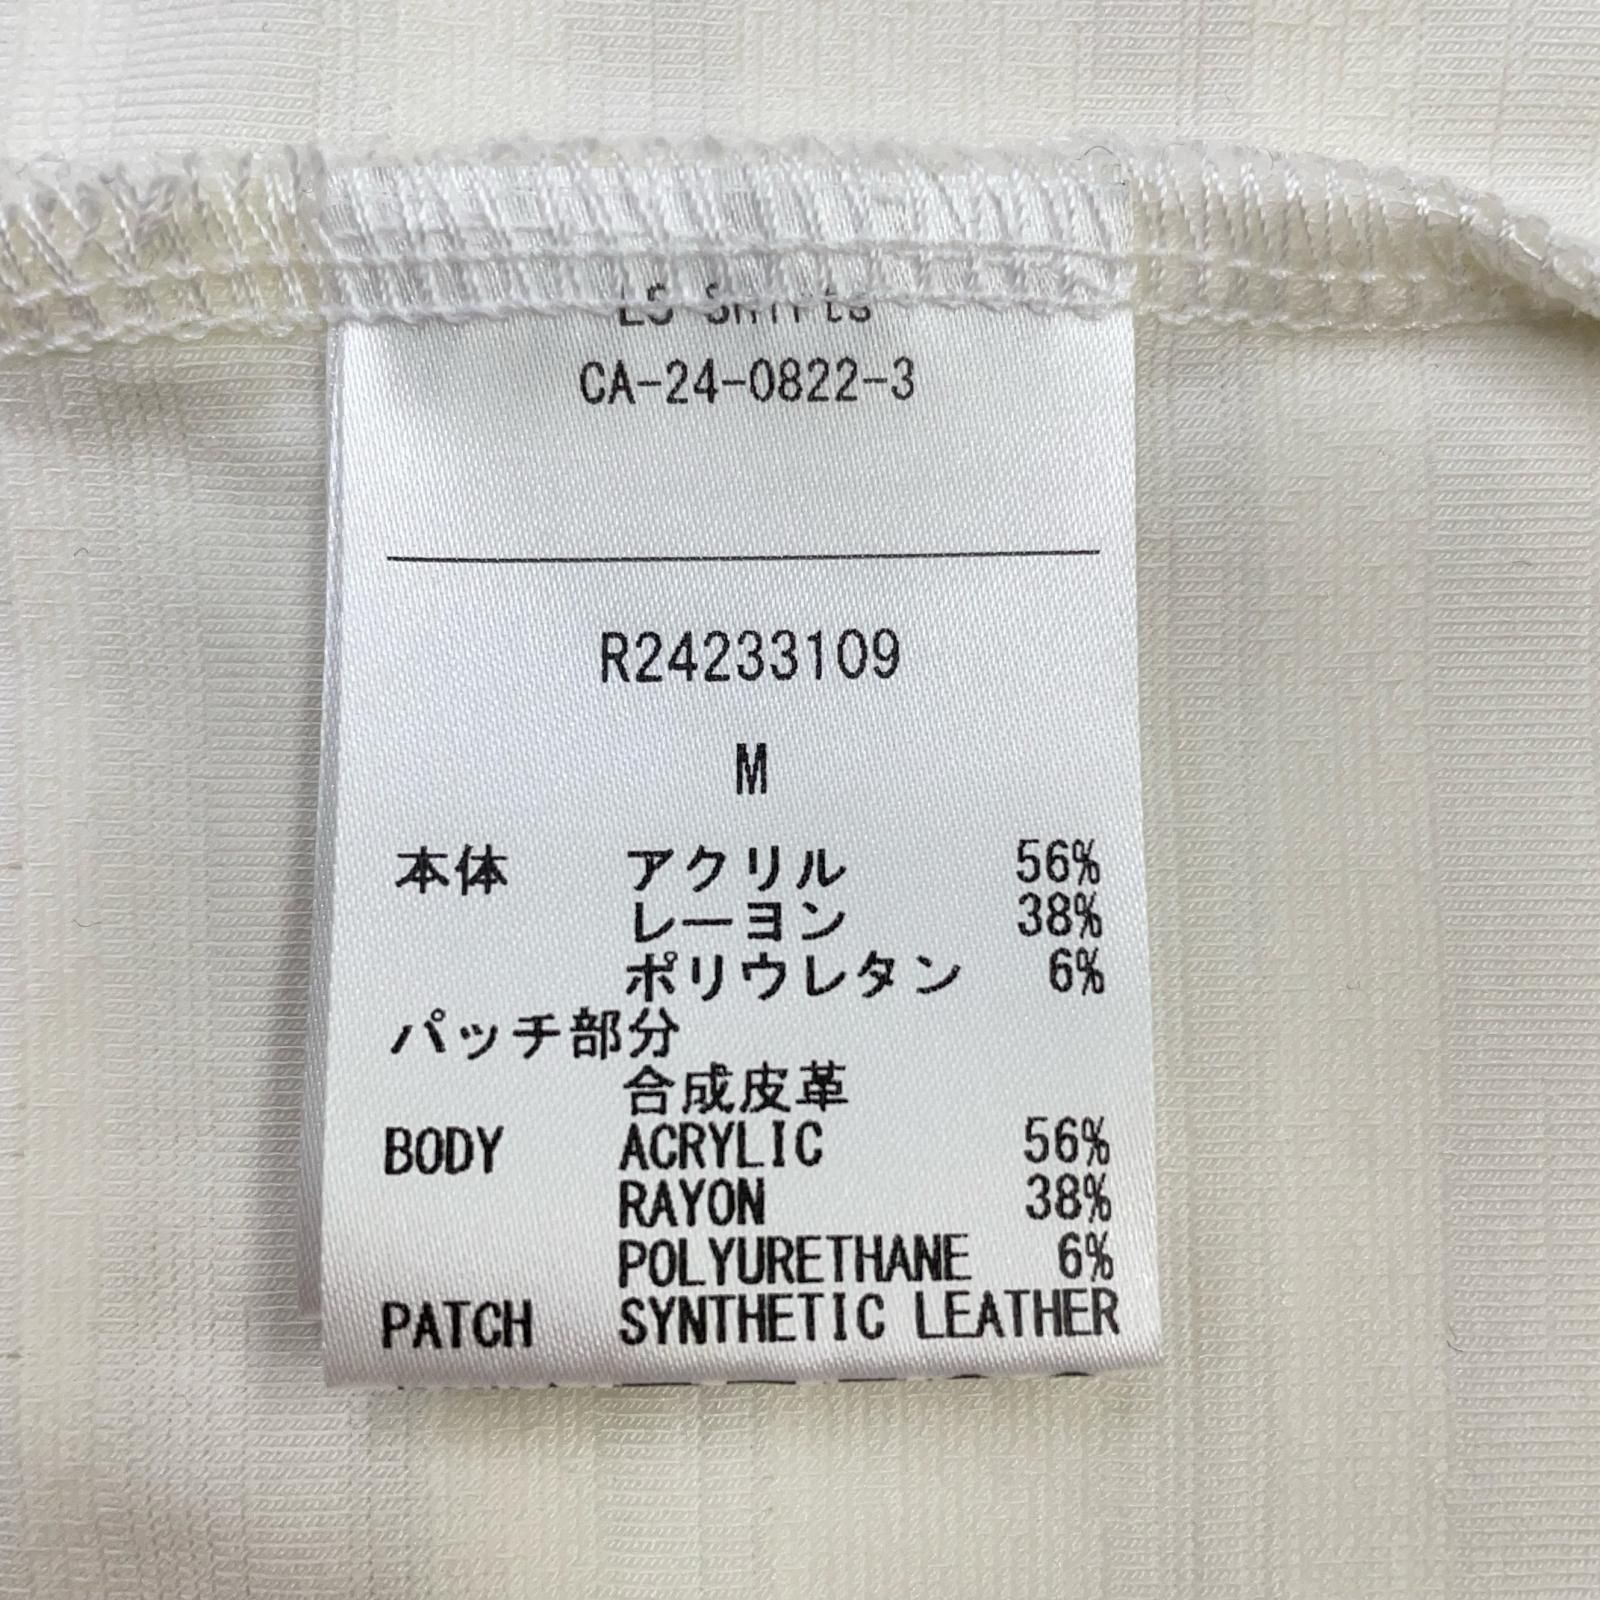 CA-24-0822-3
R24233109
M
本体 アクリル 56%
レーヨン 38%
ポリウレタン 6%
パッチ部分
合成皮革
BODY ACRYLIC 56%
RAYON 38%
POLYURETHANE 6%
PATCH SYNTHETIC LEATHER